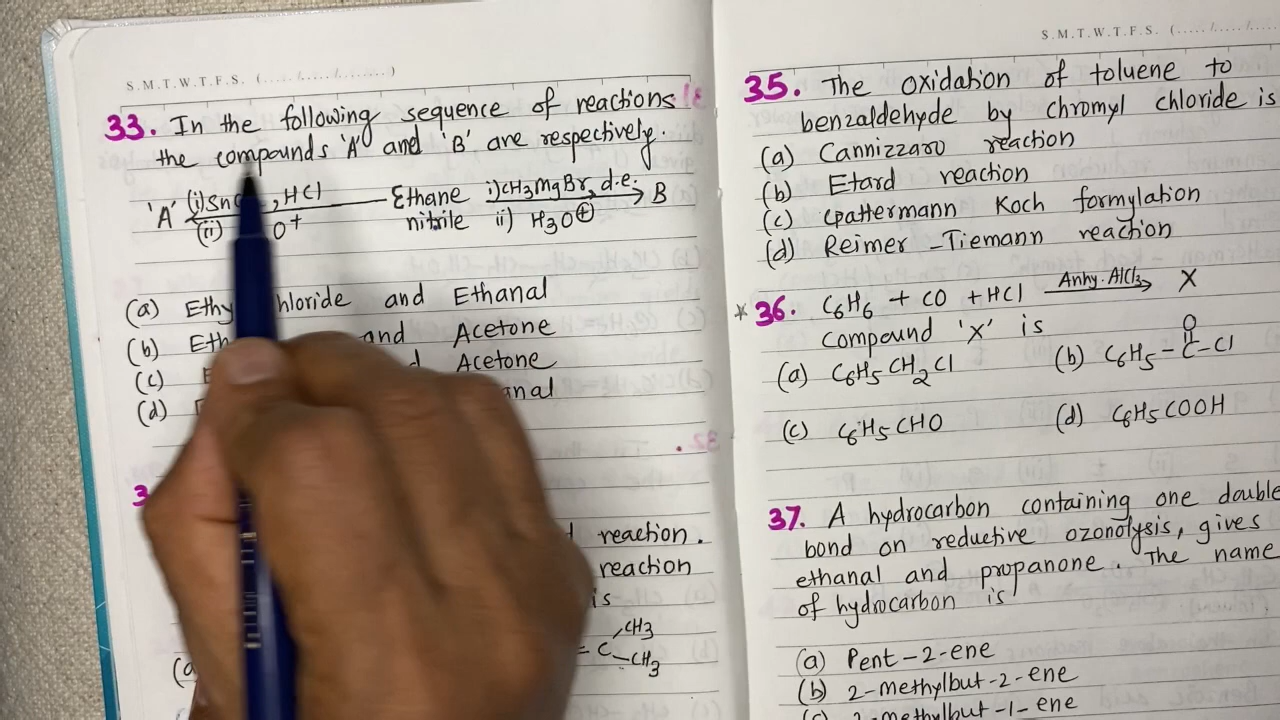 S.M.T.W.T.F.S. (...../...../.......)
33. In the following sequence of reactions
the compounds 'A' and 'B' are respectively.
'A' (i) , HCl Ethane i) CH3MgBr, d.e. B
(ii) O+ nitrile ii) H3O+
(a) hloride and Ethanal
(b) and Acetone
(c) Acetone
(d)
reaction.
reaction
is
CH3
= C
CH3
S.M.T.W.T.F.S. (...../.....
35. The oxidation of toluene to
benzaldehyde by chromyl chloride is
(a) Cannizzaro reaction
(b) Etard reaction
(c) Gattermann Koch formylation
(d) Reimer -Tiemann reaction
* 36. C6H6 + CO + HCl Anhy. AlCl3 X
compound 'X' is
(a) C6H5CH2Cl (b) C6H5-C-Cl
O
(c) C6H5CHO (d) C6H5COOH
37. A hydrocarbon containing one double
bond on reductive ozonolysis, gives
ethanal and propanone. The name
of hydrocarbon is
(a) Pent-2-ene
(b) 2-methylbut-2-ene
(c) 2-methylbut-1-ene